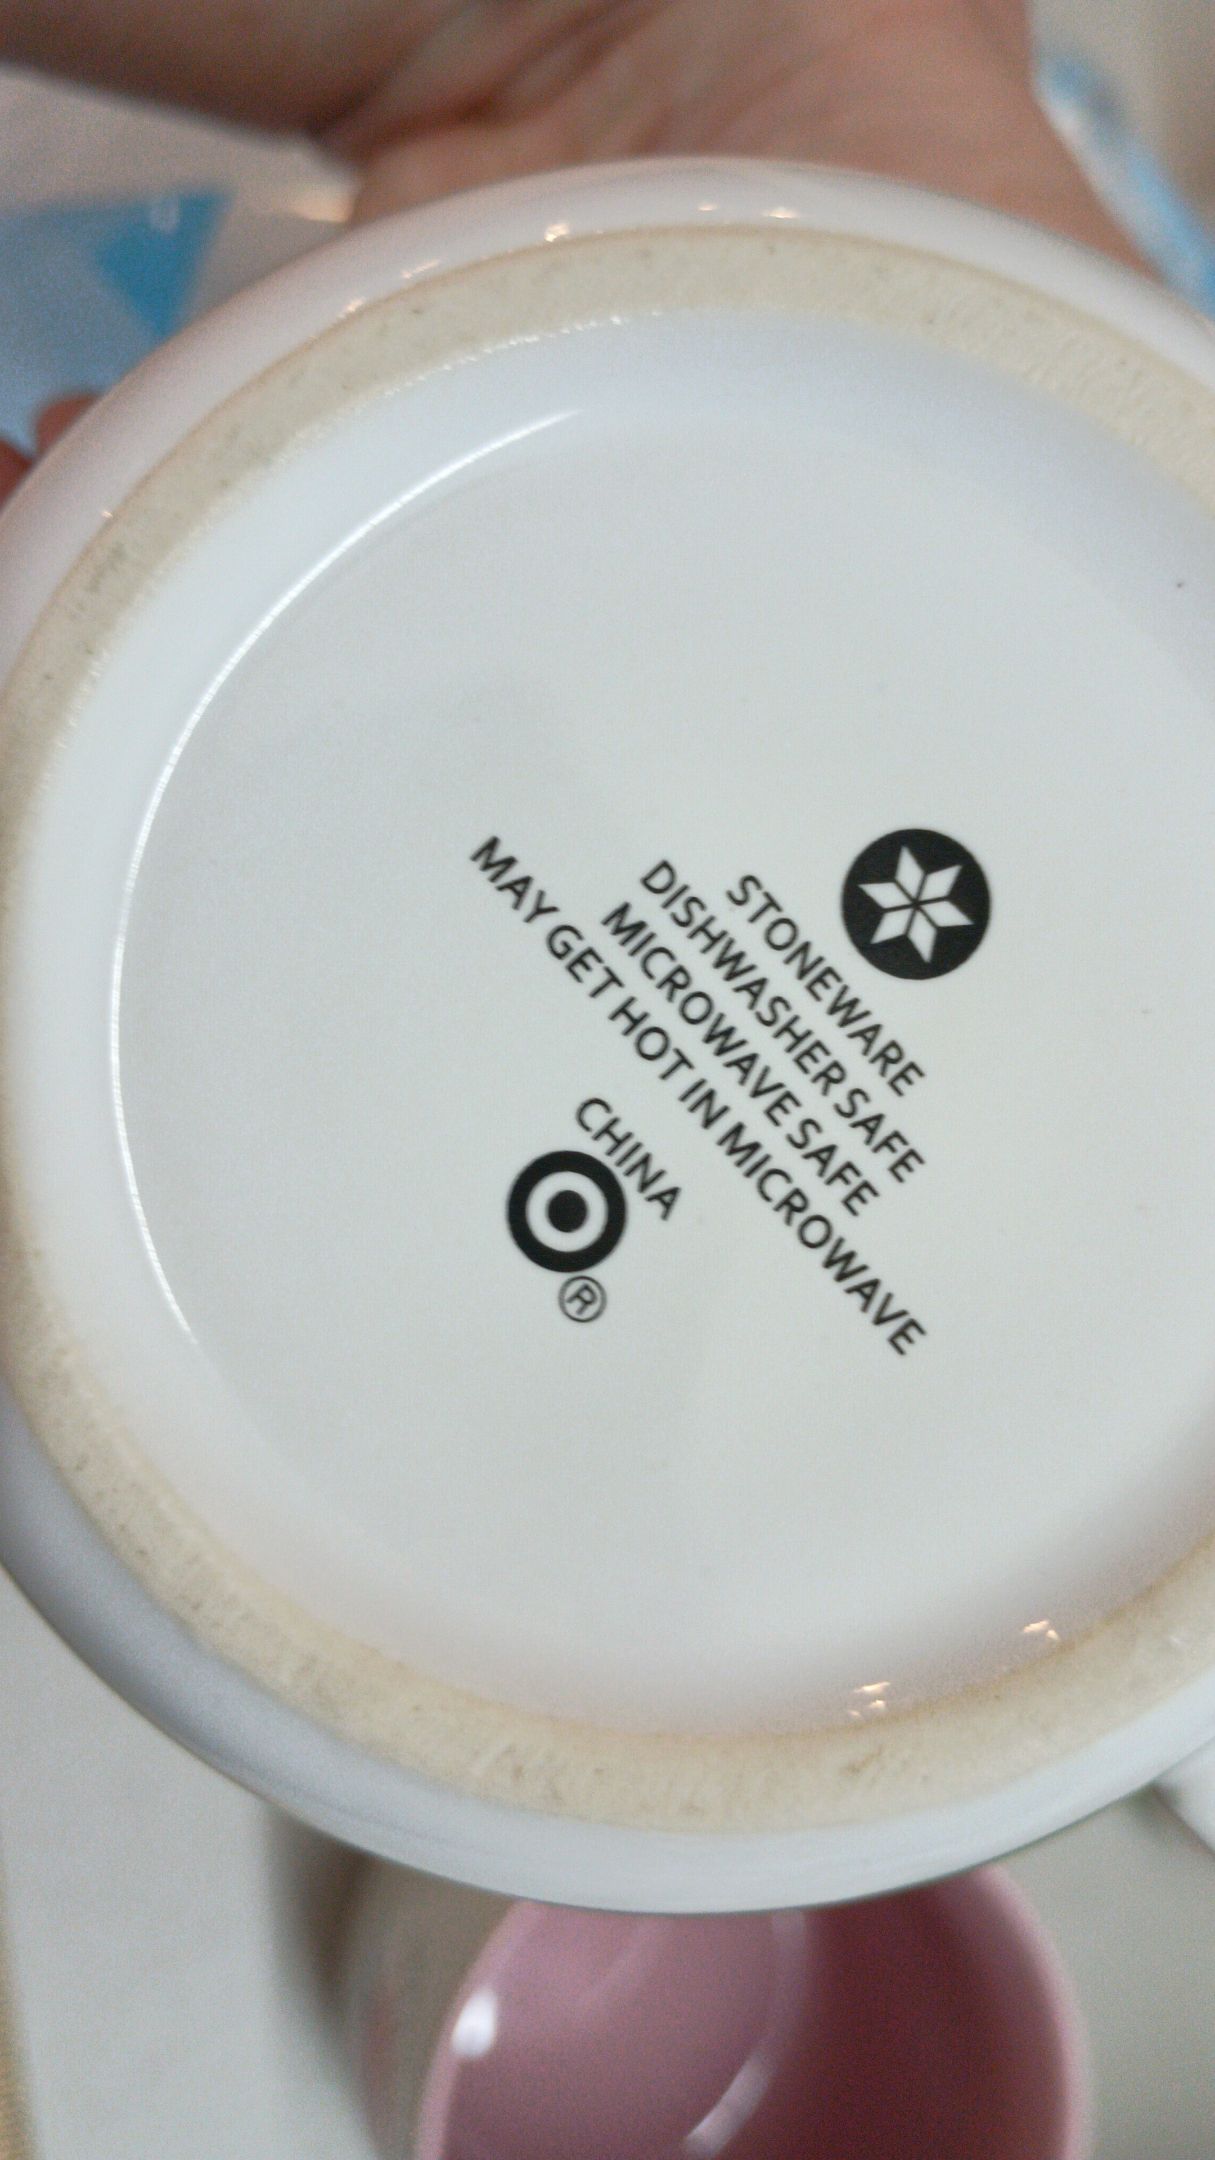 STONEWARE
DISHWASHER SAFE
MICROWAVE SAFE
MAY GET HOT IN MICROWAVE
CHINA
®